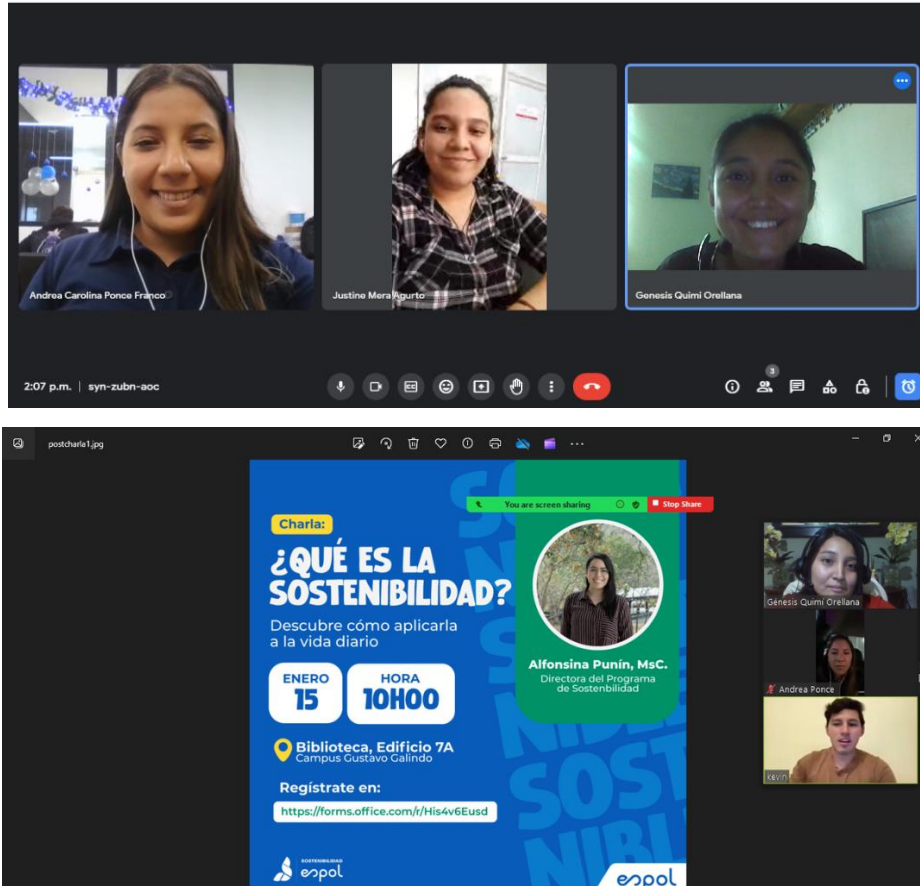 Andrea Carolina Ponce Franco
Justine Mera Agurto
Genesis Quimi Orellana
2:07 p.m. | syn-zubn-aoc
3
postcharla1.jpg
You are screen sharing
Stop Share
Charla:
¿QUÉ ES LA
SOSTENIBILIDAD?
Descubre cómo aplicarla
a la vida diario
ENERO
15
HORA
10H00
Biblioteca, Edificio 7A
Campus Gustavo Galindo
Regístrate en:
https://forms.office.com/r/His4v6Eusd
SOSTENIBILIDAD
espol
Alfonsina Punín, MsC.
Directora del Programa
de Sostenbilidad
espol
Génesis Quimí Orellana
Andrea Ponce
kevin